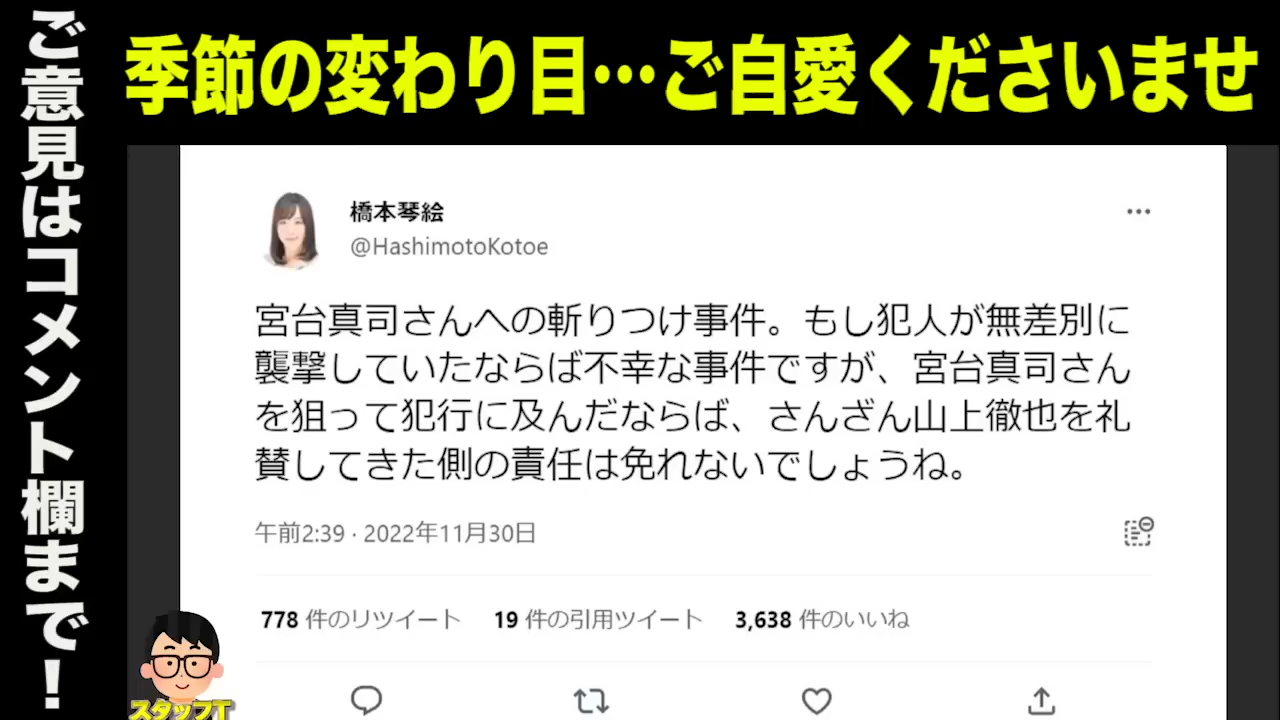 季節の変わり目…ご自愛くださいませ
ご意見はコメント欄まで!
橋本琴絵
@HashimotoKotoe
宮台真司さんへの斬りつけ事件。もし犯人が無差別に
襲撃していたならば不幸な事件ですが、宮台真司さん
を狙って犯行に及んだならば、さんざん山上徹也を礼
賛してきた側の責任は免れないでしょうね。
午前2:39 · 2022年11月30日
778 件のリツイート 19 件の引用ツイート 3,638 件のいいね
スタッフT